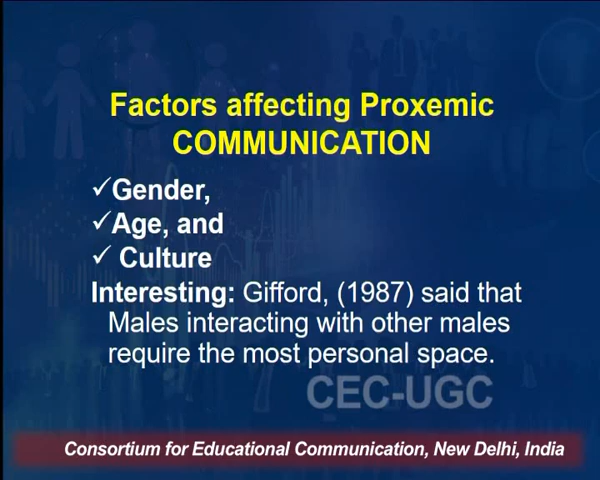 Factors affecting Proxemic
COMMUNICATION
✓Gender,
✓Age, and
✓ Culture
Interesting: Gifford, (1987) said that
Males interacting with other males
require the most personal space.
CEC-UGC
Consortium for Educational Communication, New Delhi, India